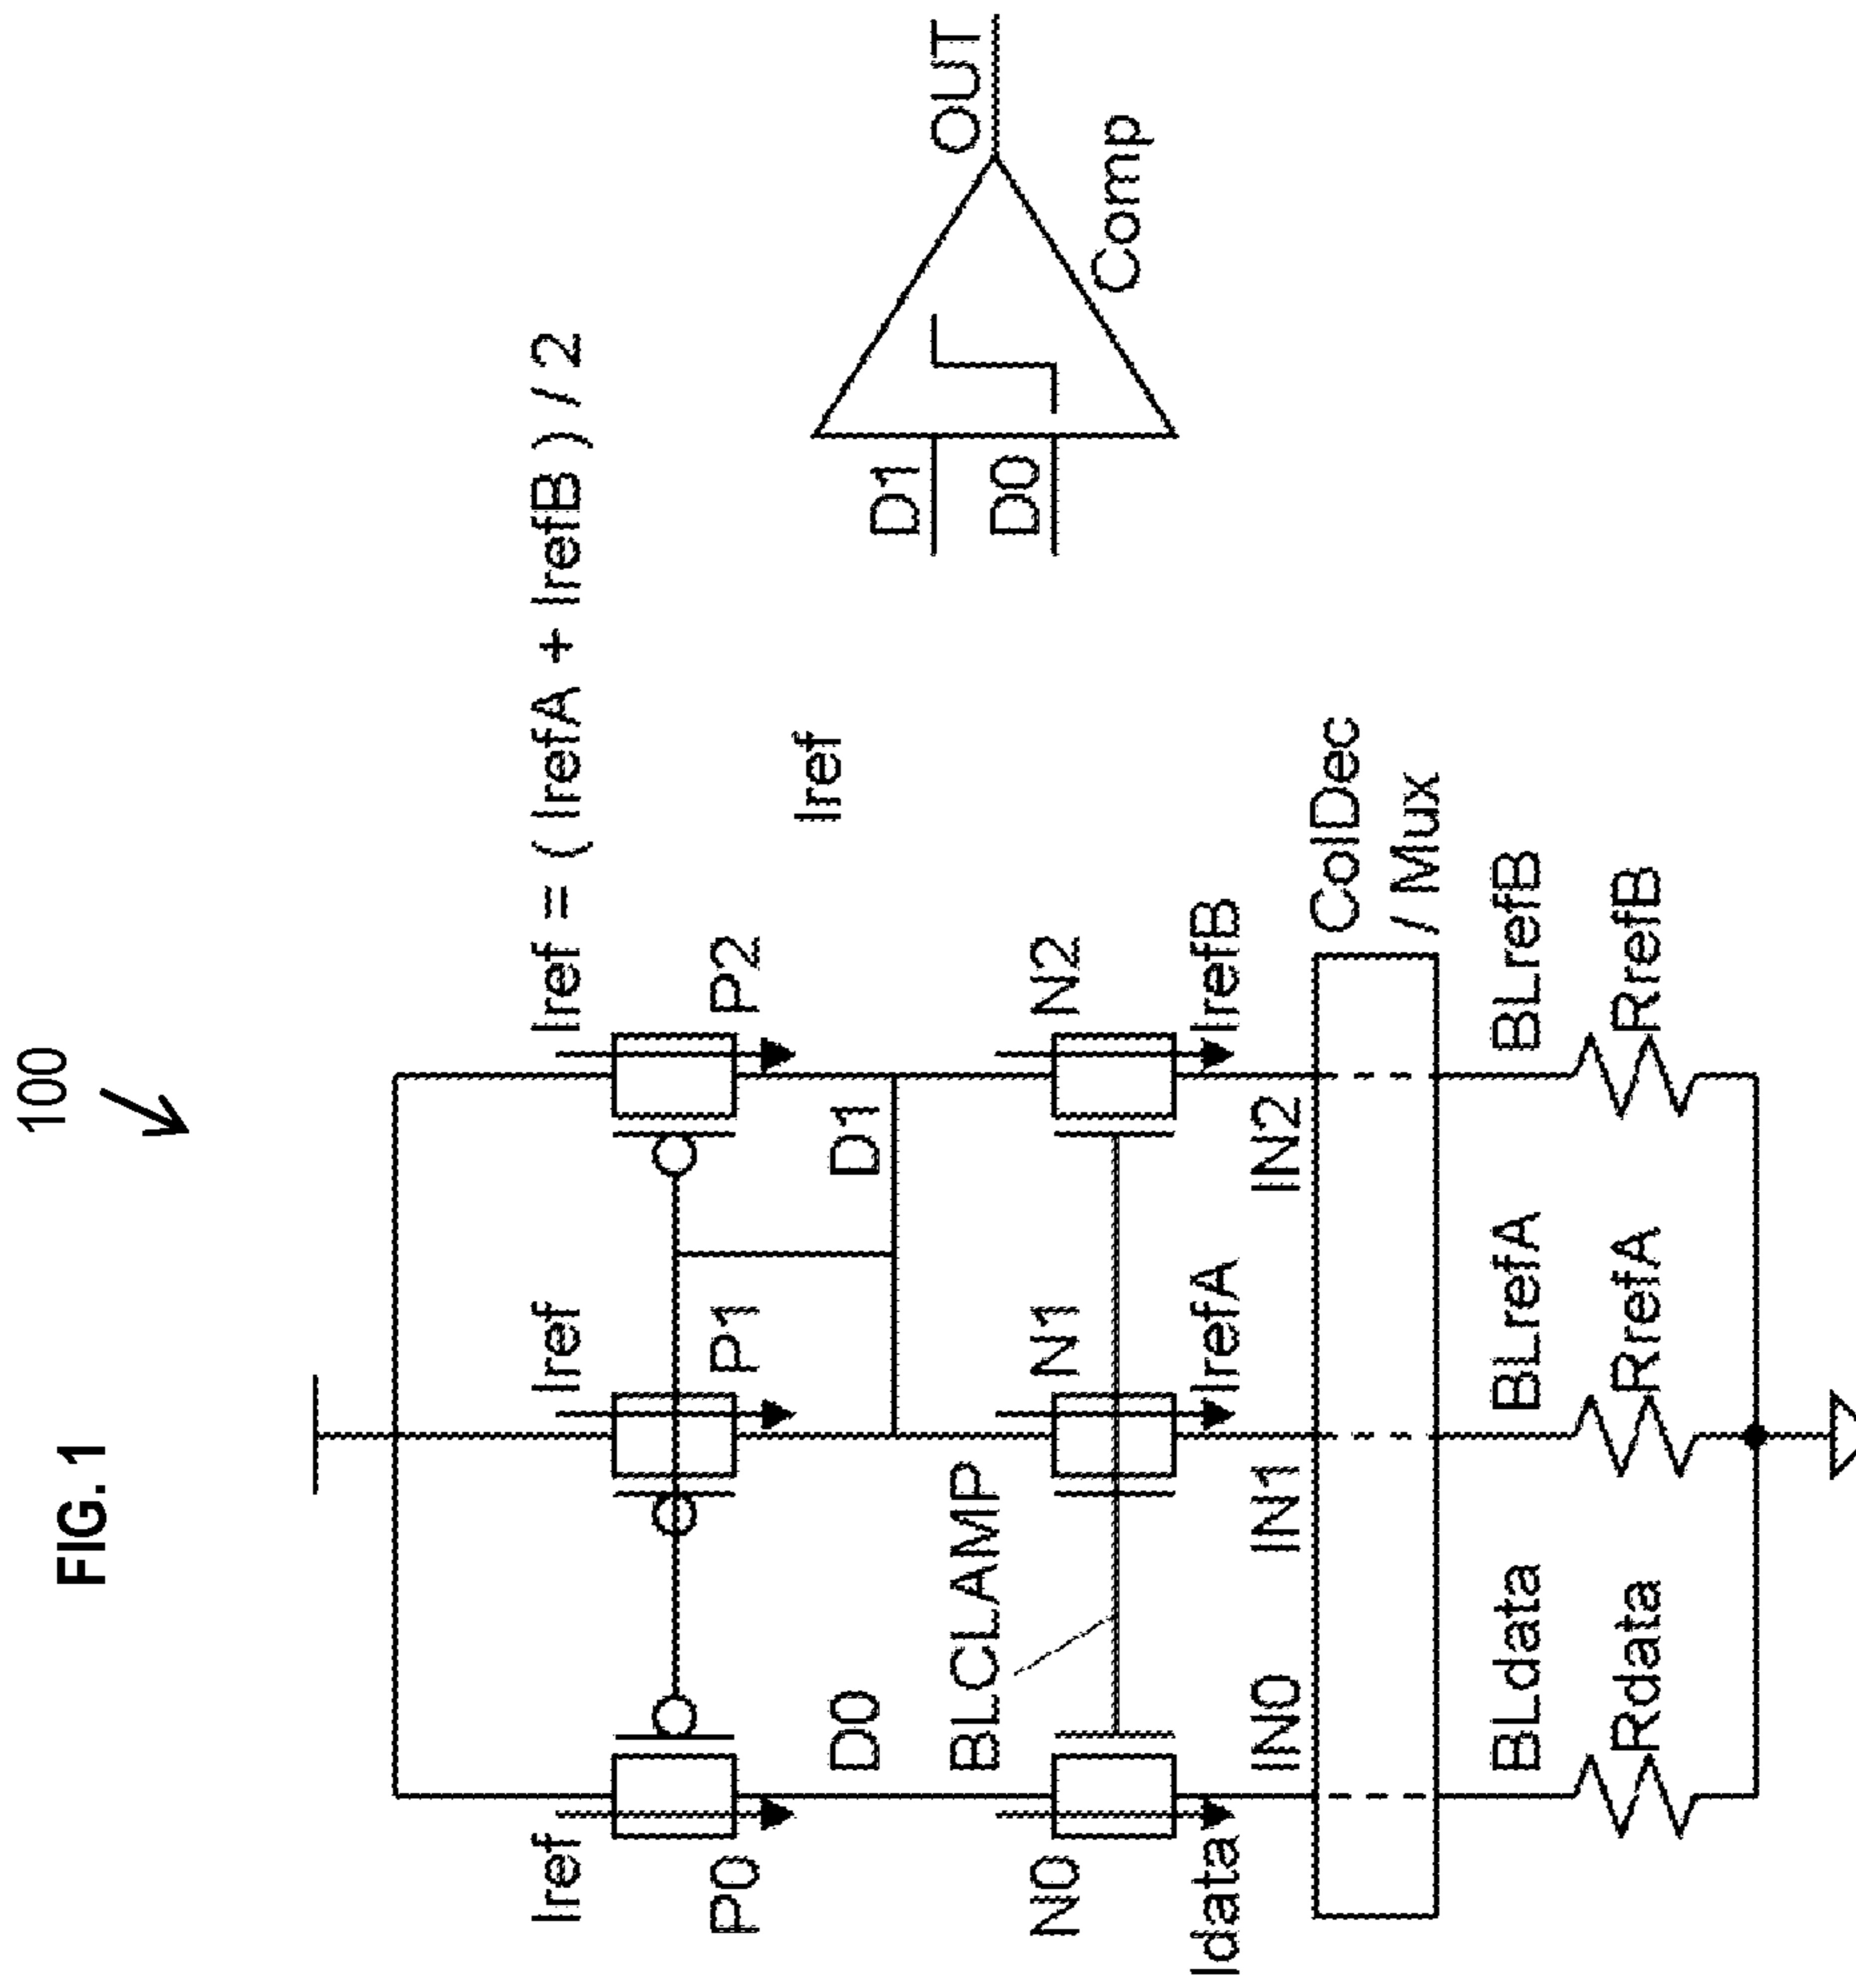 FIG. 1
100
Iref
Iref
Iref = ( IrefA + IrefB ) / 2
P0
P1
P2
Iref
D0
D1
D1
D0
OUT
Comp
BLCLAMP
N0
N1
N2
Idata
IrefA
IrefB
IN0
IN1
IN2
ColDec
/ Mux
BLdata
BLrefA
BLrefB
Rdata
RrefA
RrefB